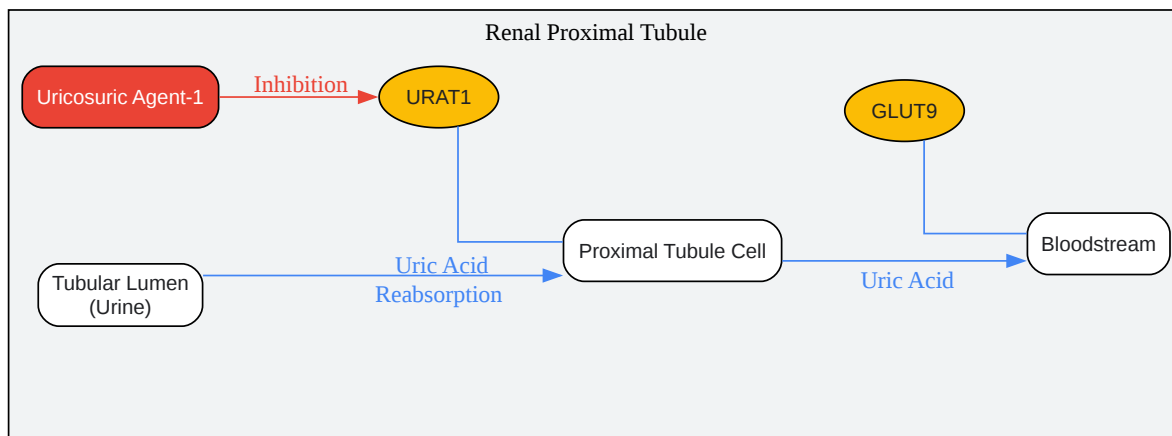 Renal Proximal Tubule
Uricosuric Agent-1
Inhibition
URAT1
GLUT9
Tubular Lumen
(Urine)
Uric Acid
Reabsorption
Proximal Tubule Cell
Uric Acid
Bloodstream